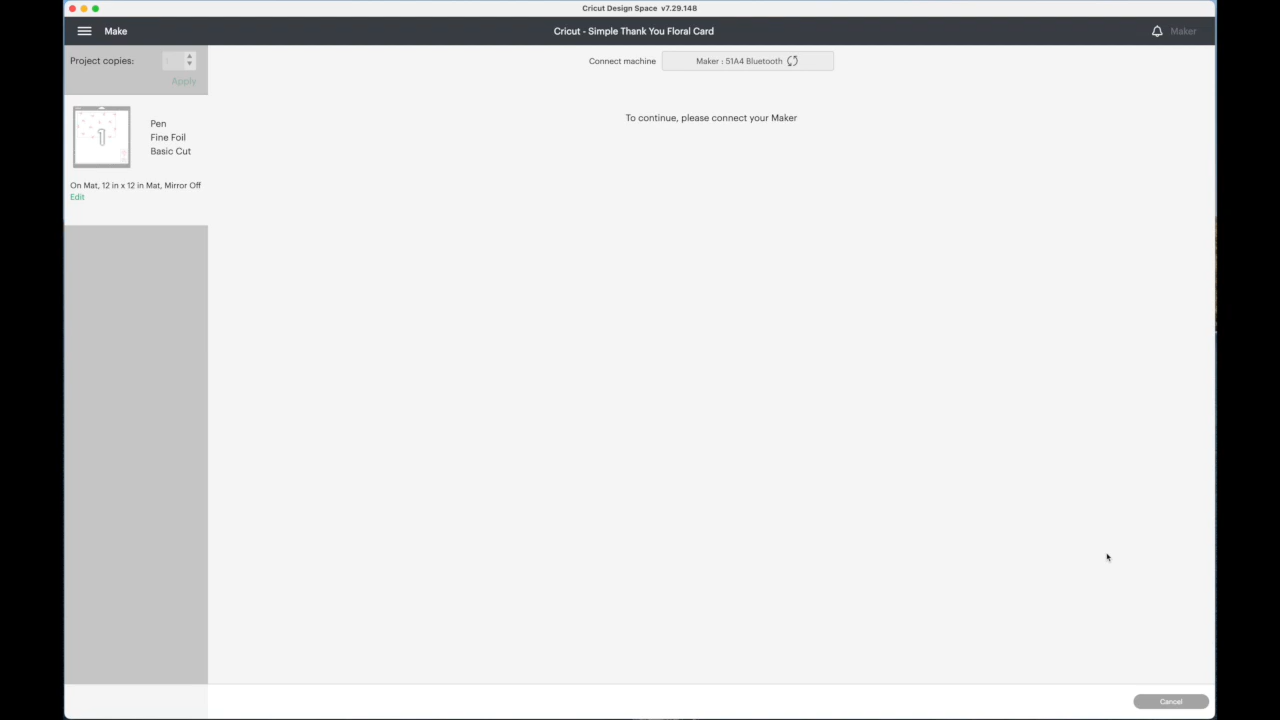 Cricut Design Space v7.29.148
Make
Cricut - Simple Thank You Floral Card
Maker
Project copies:
Apply
Connect machine
Maker : 51A4 Bluetooth
To continue, please connect your Maker
1
Pen
Fine Foil
Basic Cut
On Mat, 12 in x 12 in Mat, Mirror Off
Edit
Cancel